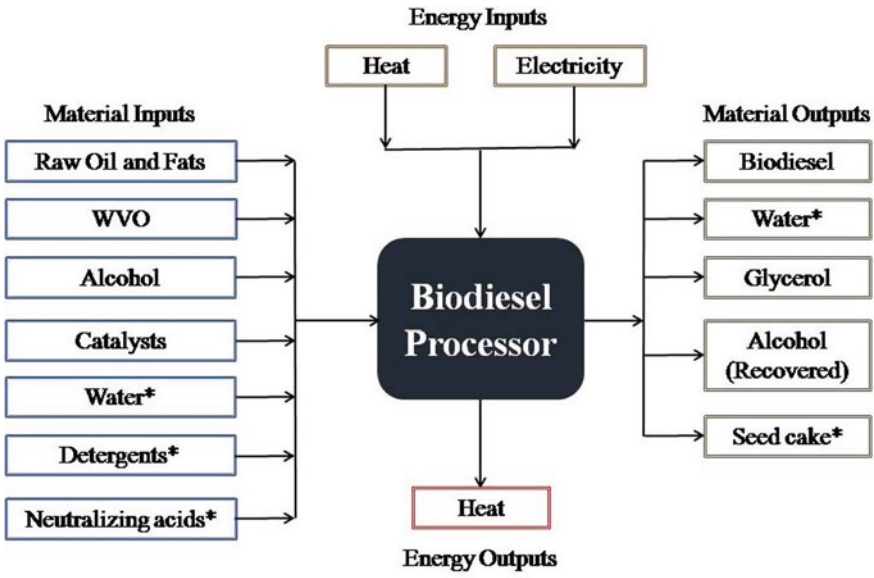 Energy Inputs
Heat
Electricity
Material Inputs
Raw Oil and Fats
WVO
Alcohol
Catalysts
Water*
Detergents*
Neutralizing acids*
Biodiesel
Processor
Material Outputs
Biodiesel
Water*
Glycerol
Alcohol
(Recovered)
Seed cake*
Heat
Energy Outputs